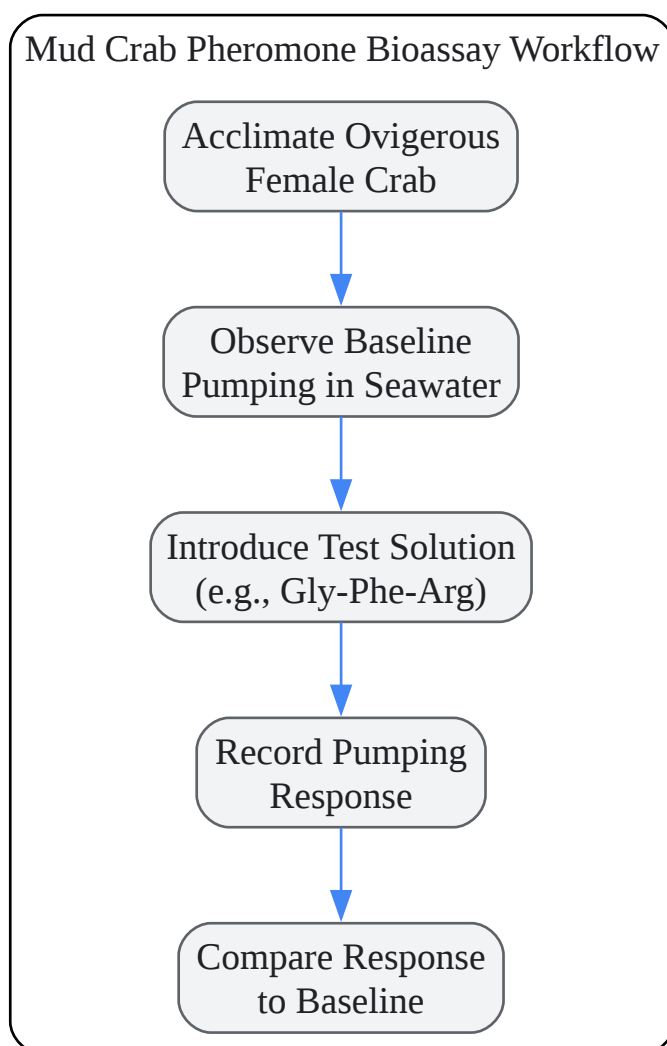 Mud Crab Pheromone Bioassay Workflow
Acclimate Ovigerous
Female Crab
Observe Baseline
Pumping in Seawater
Introduce Test Solution
(e.g., Gly-Phe-Arg)
Record Pumping
Response
Compare Response
to Baseline